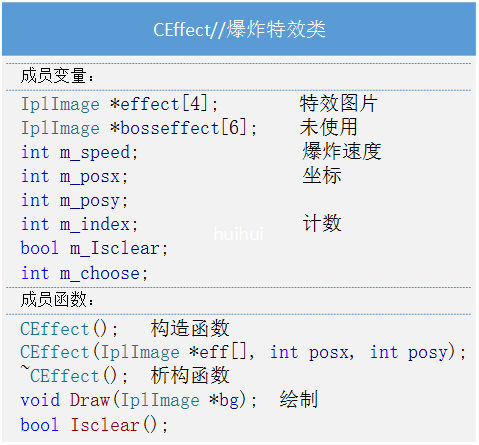 CEffect//爆炸特效类
成员变量:
IplImage *effect[4]; 特效图片
IplImage *bosseffect[6]; 未使用
int m_speed; 爆炸速度
int m_posx; 坐标
int m_posy;
int m_index; 计数
huihui
bool m_Isclear;
int m_choose;
成员函数:
CEffect(); 构造函数
CEffect(IplImage *eff[], int posx, int posy);
~CEffect(); 析构函数
void Draw(IplImage *bg); 绘制
bool Isclear();